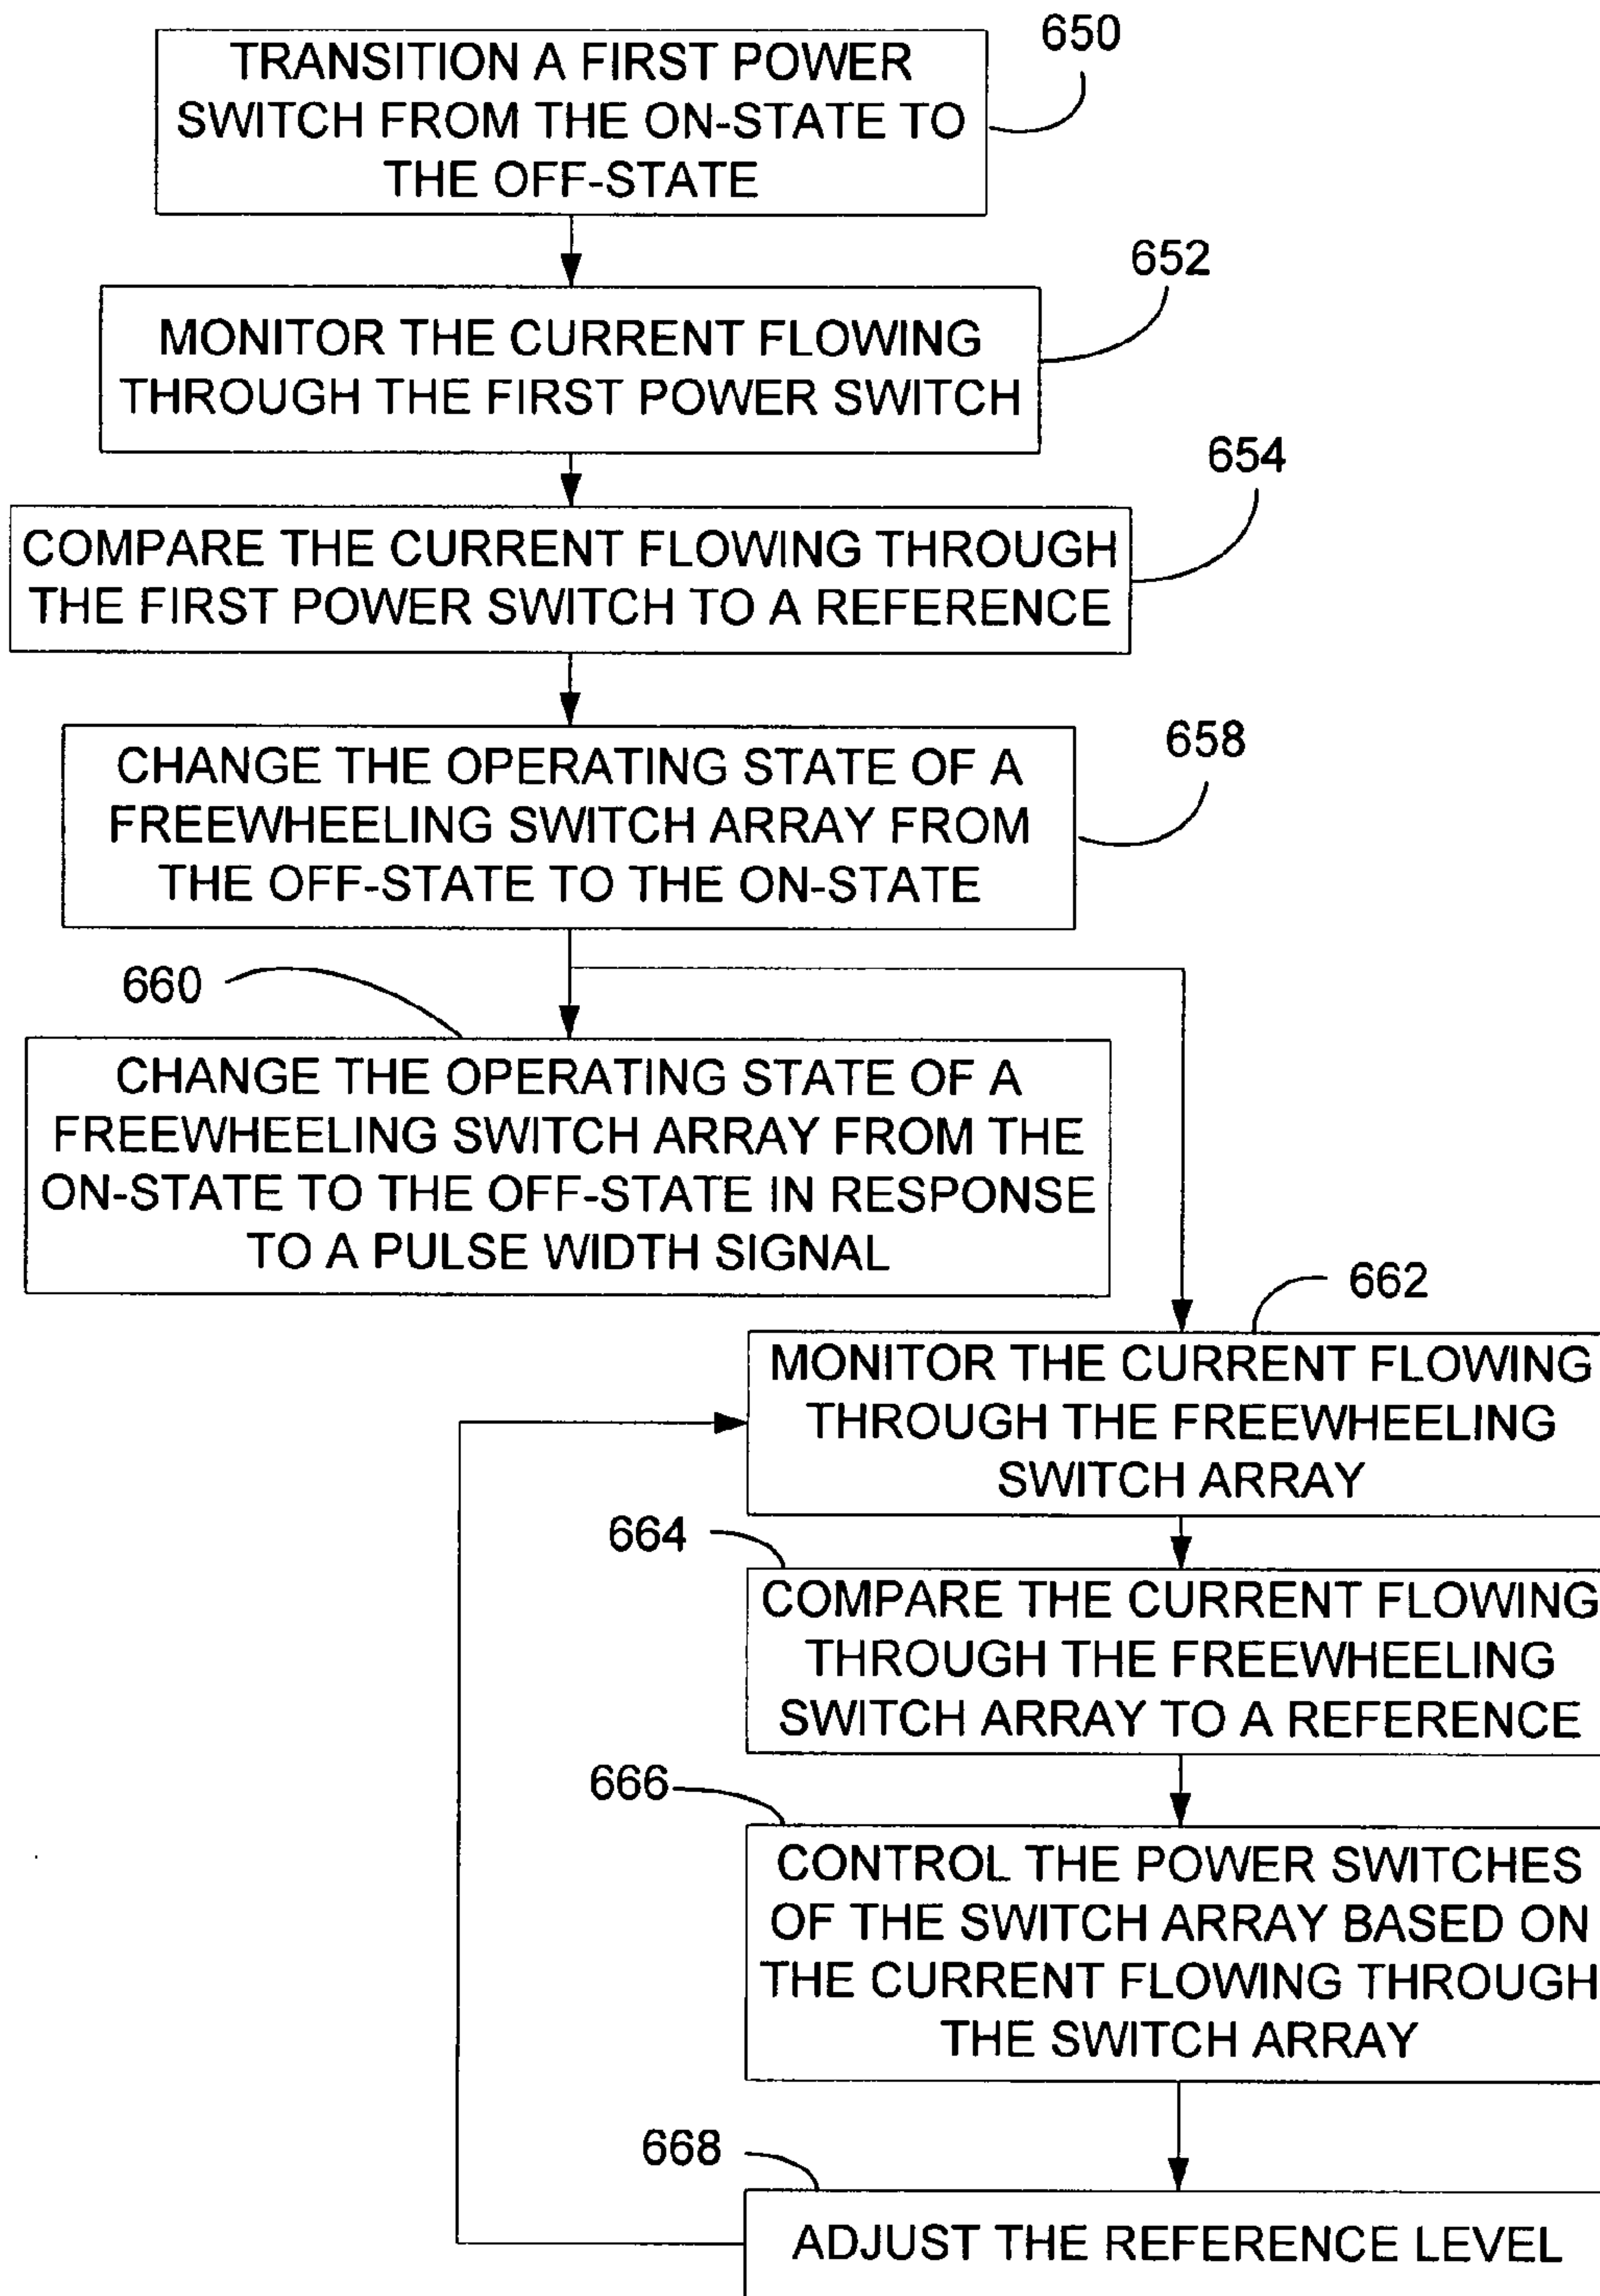 650
TRANSITION A FIRST POWER
SWITCH FROM THE ON-STATE TO
THE OFF-STATE
652
MONITOR THE CURRENT FLOWING
THROUGH THE FIRST POWER SWITCH
654
COMPARE THE CURRENT FLOWING THROUGH
THE FIRST POWER SWITCH TO A REFERENCE
658
CHANGE THE OPERATING STATE OF A
FREEWHEELING SWITCH ARRAY FROM
THE OFF-STATE TO THE ON-STATE
660
CHANGE THE OPERATING STATE OF A
FREEWHEELING SWITCH ARRAY FROM THE
ON-STATE TO THE OFF-STATE IN RESPONSE
TO A PULSE WIDTH SIGNAL
662
MONITOR THE CURRENT FLOWING
THROUGH THE FREEWHEELING
SWITCH ARRAY
664
COMPARE THE CURRENT FLOWING
THROUGH THE FREEWHEELING
SWITCH ARRAY TO A REFERENCE
666
CONTROL THE POWER SWITCHES
OF THE SWITCH ARRAY BASED ON
THE CURRENT FLOWING THROUGH
THE SWITCH ARRAY
668
ADJUST THE REFERENCE LEVEL